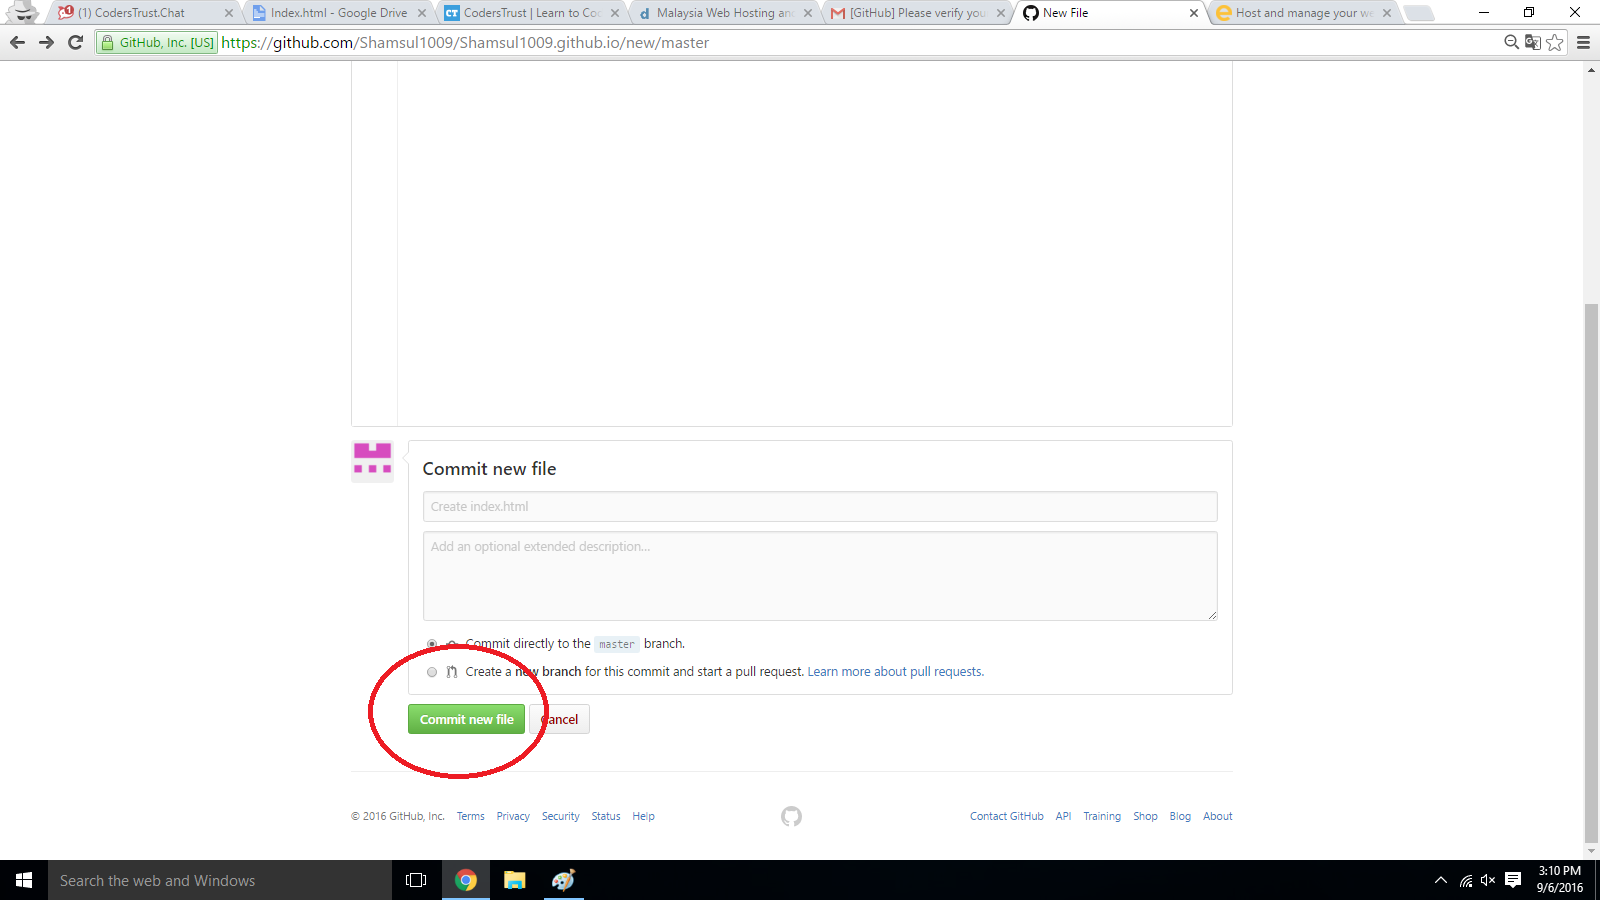 (1) CodersTrust.Chat
Index.html - Google Drive
CT CodersTrust | Learn to Co
d Malaysia Web Hosting an
[GitHub] Please verify you
New File
Host and manage your we
GitHub, Inc. [US] https://github.com/Shamsul1009/Shamsul1009.github.io/new/master
Commit new file
Create index.html
Add an optional extended description...
Commit directly to the master branch.
Create a new branch for this commit and start a pull request. Learn more about pull requests.
Commit new file Cancel
© 2016 GitHub, Inc. Terms Privacy Security Status Help
Contact GitHub API Training Shop Blog About
Search the web and Windows
3:10 PM
9/6/2016